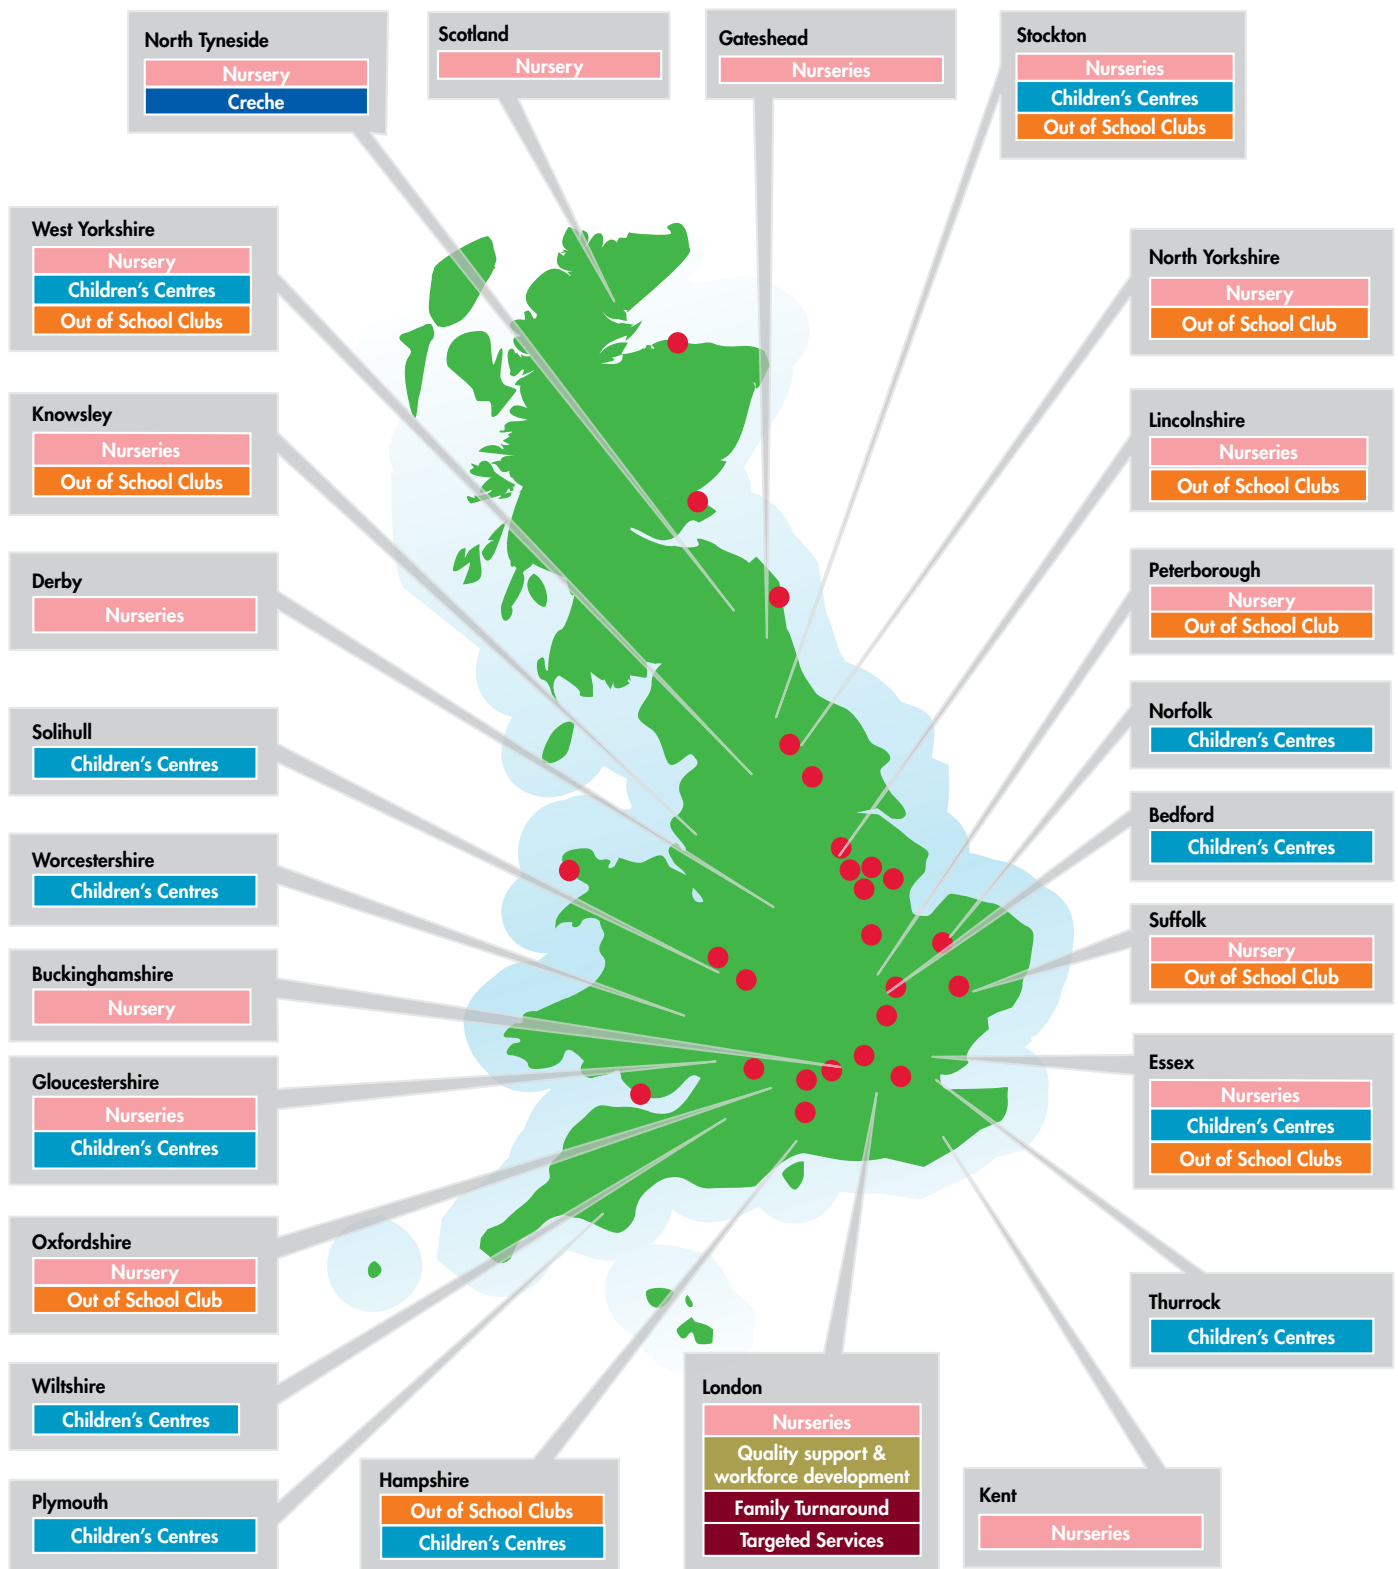 North Tyneside
Nursery
Creche
Scotland
Nursery
Gateshead
Nurseries
Stockton
Nurseries
Children's Centres
Out of School Clubs
West Yorkshire
Nursery
Children's Centres
Out of School Clubs
North Yorkshire
Nursery
Out of School Club
Knowsley
Nurseries
Out of School Clubs
Lincolnshire
Nurseries
Out of School Clubs
Derby
Nurseries
Peterborough
Nursery
Out of School Club
Solihull
Children's Centres
Norfolk
Children's Centres
Worcestershire
Children's Centres
Bedford
Children's Centres
Buckinghamshire
Nursery
Suffolk
Nursery
Out of School Club
Gloucestershire
Nurseries
Children's Centres
Essex
Nurseries
Children's Centres
Out of School Clubs
Oxfordshire
Nursery
Out of School Club
Thurrock
Children's Centres
Wiltshire
Children's Centres
London
Nurseries
Quality support &
workforce development
Family Turnaround
Targeted Services
Plymouth
Children's Centres
Hampshire
Out of School Clubs
Children's Centres
Kent
Nurseries